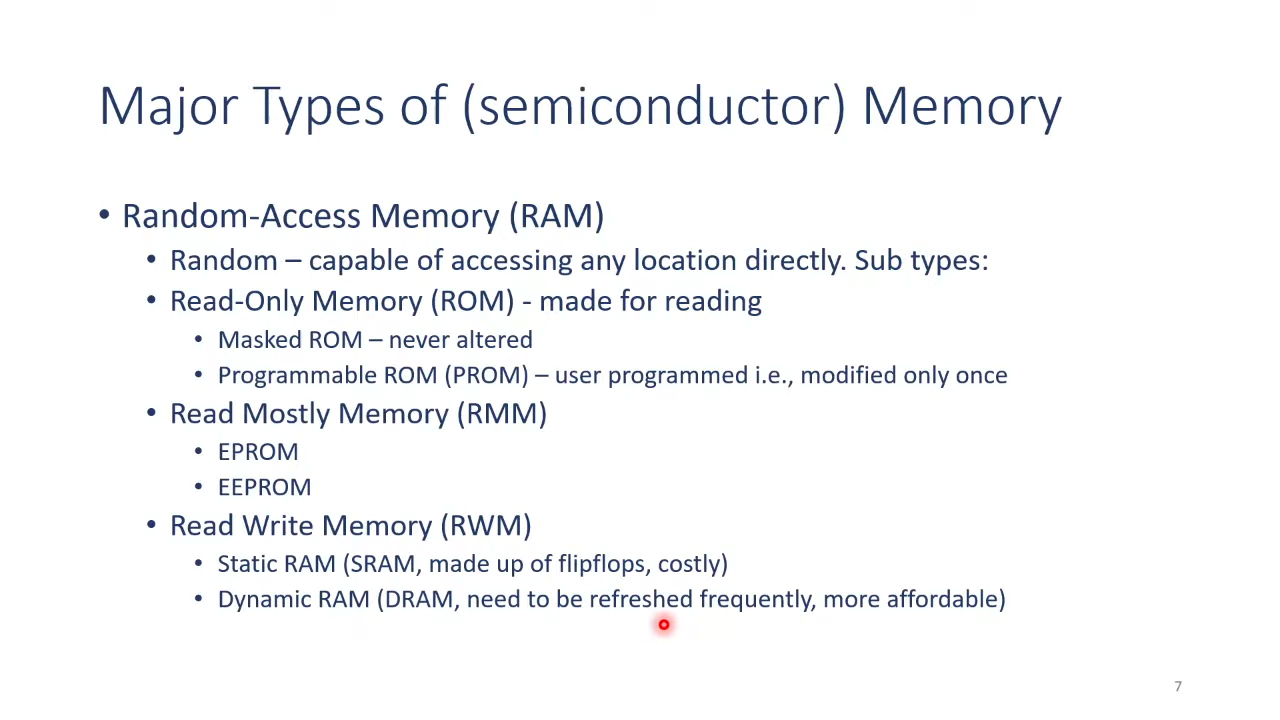 Major Types of (semiconductor) Memory
• Random-Access Memory (RAM)
• Random – capable of accessing any location directly. Sub types:
• Read-Only Memory (ROM) - made for reading
• Masked ROM – never altered
• Programmable ROM (PROM) – user programmed i.e., modified only once
• Read Mostly Memory (RMM)
• EPROM
• EEPROM
• Read Write Memory (RWM)
• Static RAM (SRAM, made up of flipflops, costly)
• Dynamic RAM (DRAM, need to be refreshed frequently, more affordable)
7